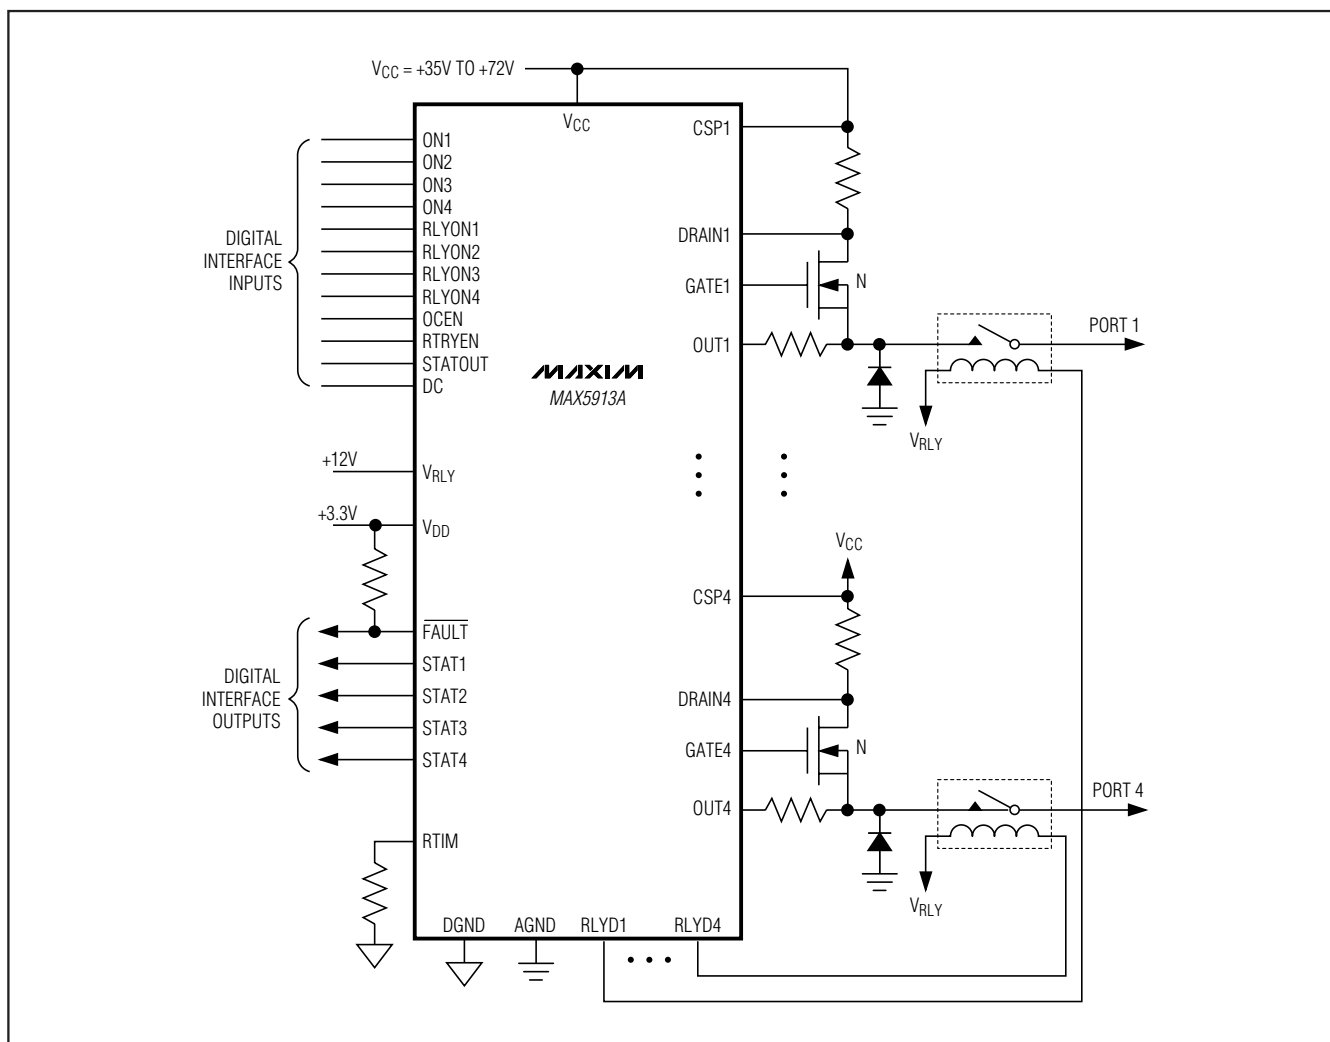 VCC = +35V TO +72V
VCC
CSP1
ON1
ON2
ON3
ON4
RLYON1
RLYON2
RLYON3
RLYON4
OCEN
RTRYEN
STATOUT
DC
DIGITAL
INTERFACE
INPUTS
DRAIN1
GATE1
N
OUT1
PORT 1
VRLY
MAXIM
MAX5913A
+12V
VRLY
+3.3V
VDD
VCC
CSP4
FAULT
STAT1
STAT2
STAT3
STAT4
DIGITAL
INTERFACE
OUTPUTS
DRAIN4
GATE4
N
OUT4
PORT 4
VRLY
RTIM
DGND
AGND
RLYD1
RLYD4